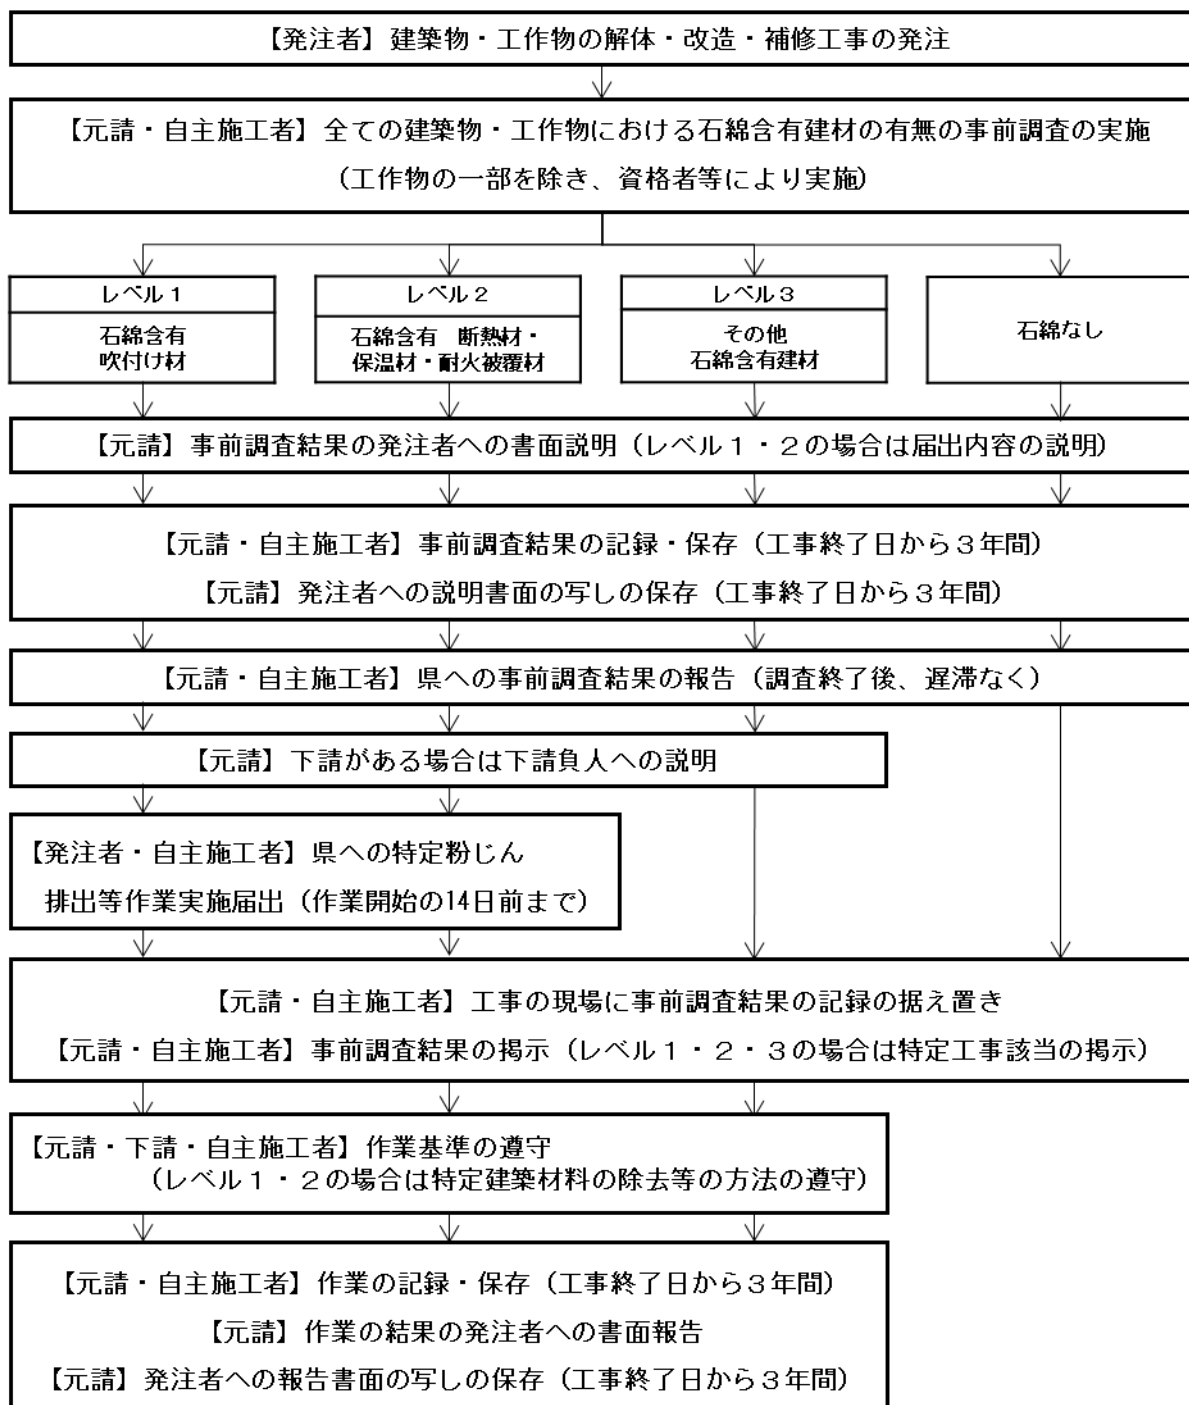 【発注者】建築物・工作物の解体・改造・補修工事の発注
【元請・自主施工者】全ての建築物・工作物における石綿含有建材の有無の事前調査の実施
（工作物の一部を除き、資格者等により実施）
レベル１
石綿含有
吹付け材
レベル２
石綿含有　断熱材・
保温材・耐火被覆材
レベル３
その他
石綿含有建材
石綿なし
【元請】事前調査結果の発注者への書面説明（レベル１・２の場合は届出内容の説明）
【元請・自主施工者】事前調査結果の記録・保存（工事終了日から３年間）
【元請】発注者への説明書面の写しの保存（工事終了日から３年間）
【元請・自主施工者】県への事前調査結果の報告（調査終了後、遅滞なく）
【元請】下請がある場合は下請負人への説明
【発注者・自主施工者】県への特定粉じん
排出等作業実施届出（作業開始の14日前まで）
【元請・自主施工者】工事の現場に事前調査結果の記録の据え置き
【元請・自主施工者】事前調査結果の掲示（レベル１・２・３の場合は特定工事該当の掲示）
【元請・下請・自主施工者】作業基準の遵守
（レベル１・２の場合は特定建築材料の除去等の方法の遵守）
【元請・自主施工者】作業の記録・保存（工事終了日から３年間）
【元請】作業の結果の発注者への書面報告
【元請】発注者への報告書面の写しの保存（工事終了日から３年間）